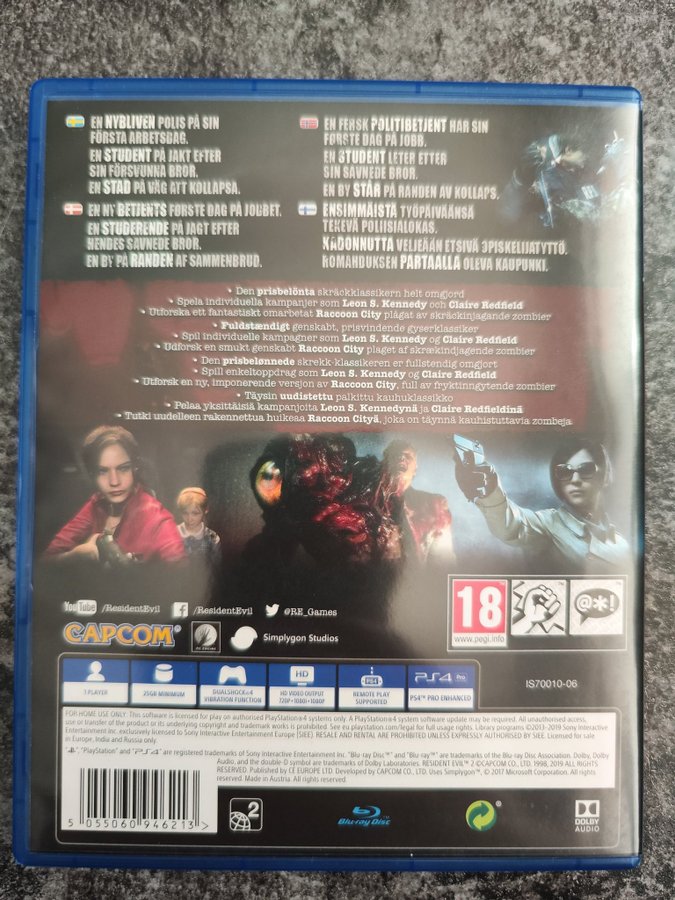 EN NYBLIVEN POLIS PÅ SIN
FÖRSTA ARBETSDAG.
EN STUDENT PÅ JAKT EFTER
SIN FÖRSVUNNA BROR.
EN STAD PÅ VÄG ATT KOLLAPSA.
EN FERSK POLITIBETJENT HAR SIN
FØRSTE DAG PÅ JOBB.
EN STUDENT LETER ETTER
SIN SAVNEDE BROR.
EN BY STÅR PÅ RANDEN AV KOLLAPS.
EN NY BETJENTS FØRSTE DAG PÅ JOBBET.
EN STUDERENDE PÅ JAGT EFTER
HENDES SAVNEDE BROR.
EN BY PÅ RANDEN AF SAMMENBRUD.
ENSIMMÄISTÄ TYÖPÄIVÄÄNSÄ
TEKEVÄ POLIISIALOKAS.
KADONNUTTA VELJEÄÄN ETSIVÄ OPISKELIJATYTTÖ.
ROMAHDUKSEN PARTAALLA OLEVA KAUPUNKI.
• Den prisbelönta skräckklassikern helt omgjord
• Spela individuella kampanjer som Leon S. Kennedy och Claire Redfield
• Utforska ett fantastiskt omarbetat Raccoon City plågat av skräckinjagande zombier
• Fuldstændigt genskabt, prisvindende gyserklassiker
• Spil individuelle kampagner som Leon S. Kennedy og Claire Redfield
• Udforsk en smukt genskabt Raccoon City plaget af skrækindjagende zombier
• Den prisbelønnede skrekk-klassikeren er fullstendig omgjort
• Spill enkeltoppdrag som Leon S. Kennedy og Claire Redfield
• Utforsk en ny, imponerende versjon av Raccoon City, full av fryktinngytende zombier
• Täysin uudistettu palkittu kauhuklassikko
• Pelaa yksittäisiä kampanjoita Leon S. Kennedynä ja Claire Redfieldinä
• Tutki uudelleen rakennettua huikeaa Raccoon Cityä, joka on täynnä kauhistuttavia zombeja
YouTube /ResidentEvil f /ResidentEvil @RE_Games
CAPCOM Simplygon Studios
18
www.pegi.info
@*!
IS70010-06
1 PLAYER
25GB MINIMUM
DUALSHOCK®4
VIBRATION FUNCTION
HD
HD VIDEO OUTPUT
720p•1080i•1080P
PS4
REMOTE PLAY
SUPPORTED
PS4 Pro
PS4™ PRO ENHANCED
FOR HOME USE ONLY: This software is licensed for play on authorised PlayStation®4 systems only. A PlayStation®4 system software update may be required. All unauthorised access,
use or transfer of the product or its underlying copyright and trademark works is prohibited. See eu.playstation.com/legal for full usage rights. Library programs ©2013-2019 Sony Interactive
Entertainment Inc. exclusively licensed to Sony Interactive Entertainment Europe (SIEE). RESALE AND RENTAL ARE PROHIBITED UNLESS EXPRESSLY AUTHORISED BY SIEE. Licensed for sale
in Europe, India and Russia only.
"PlayStation" and "PS4" are registered trademarks of Sony Interactive Entertainment Inc. "Blu-ray Disc™" and "Blu-ray™" are trademarks of the Blu-ray Disc Association. Dolby, Dolby
Audio, and the double-D symbol are trademarks of Dolby Laboratories. RESIDENT EVIL 2 ©CAPCOM CO., LTD. 1998, 2019 ALL RIGHTS
RESERVED. Published by CE EUROPE LTD. Developed by CAPCOM CO., LTD. Uses Simplygon™, © 2017 Microsoft Corporation. All rights reserved.
Made in Austria. All rights reserved.
5 055060 946213 >
2
Blu-ray Disc™
DOLBY
AUDIO